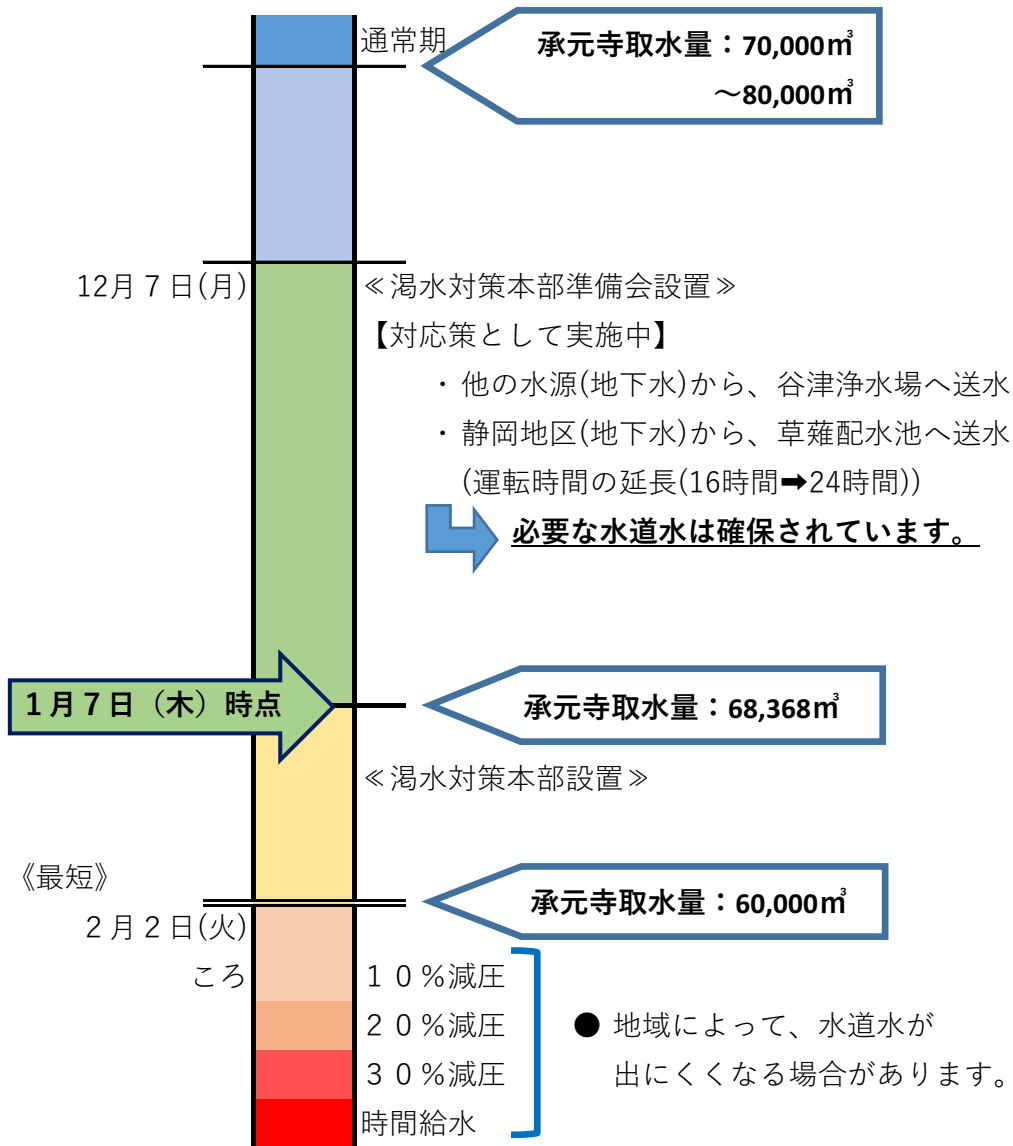 通常期
承元寺取水量：70,000㎥
～80,000㎥
12月７日(月)
≪渇水対策本部準備会設置≫
【対応策として実施中】
・他の水源(地下水)から、谷津浄水場へ送水
・静岡地区(地下水)から、草薙配水池へ送水
(運転時間の延長(16時間➡24時間))
必要な水道水は確保されています。
１月７日（木）時点
承元寺取水量：68,368㎥
≪渇水対策本部設置≫
《最短》
２月２日(火)
ころ
承元寺取水量：60,000㎥
１０％減圧
２０％減圧
３０％減圧
時間給水
● 地域によって、水道水が
出にくくなる場合があります。